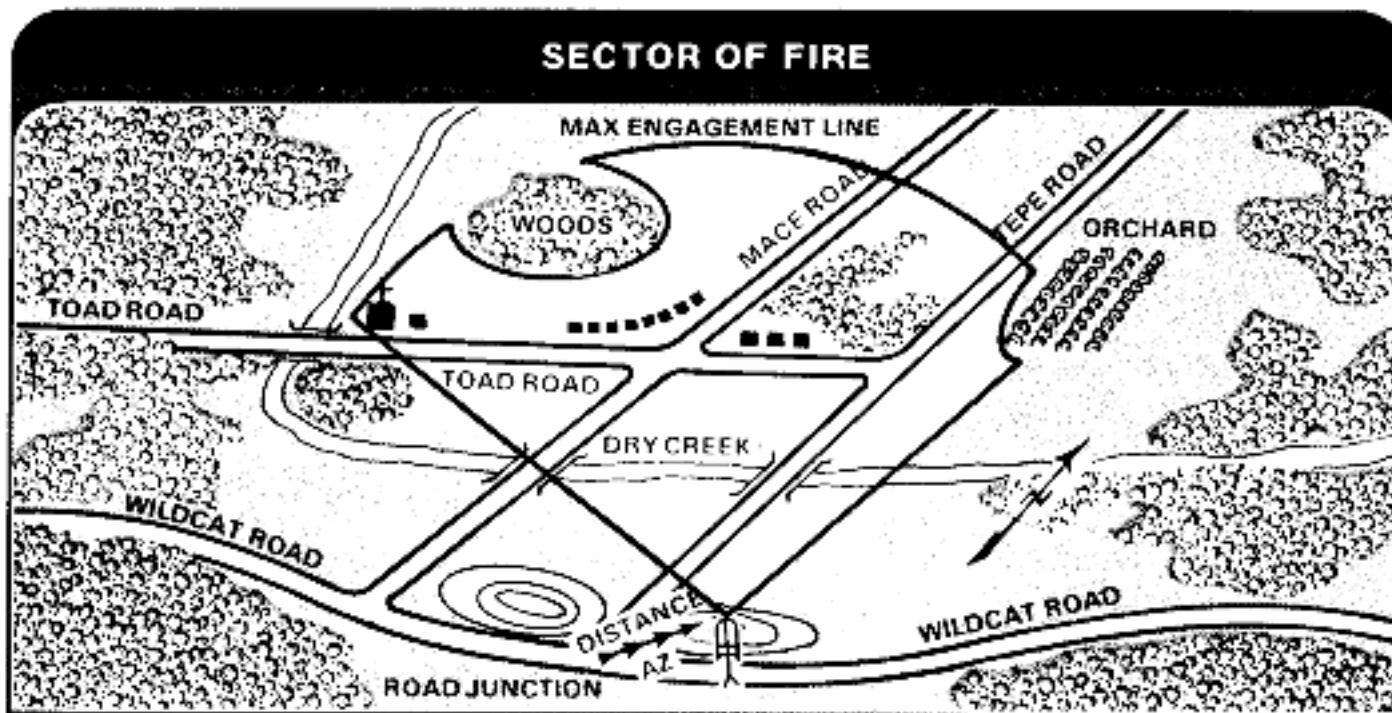 SECTOR OF FIRE
MAX ENGAGEMENT LINE
WOODS
MACE ROAD
TEPE ROAD
ORCHARD
TOAD ROAD
TOAD ROAD
DRY CREEK
N
WILDCAT ROAD
DISTANCE
AZ
WILDCAT ROAD
ROAD JUNCTION